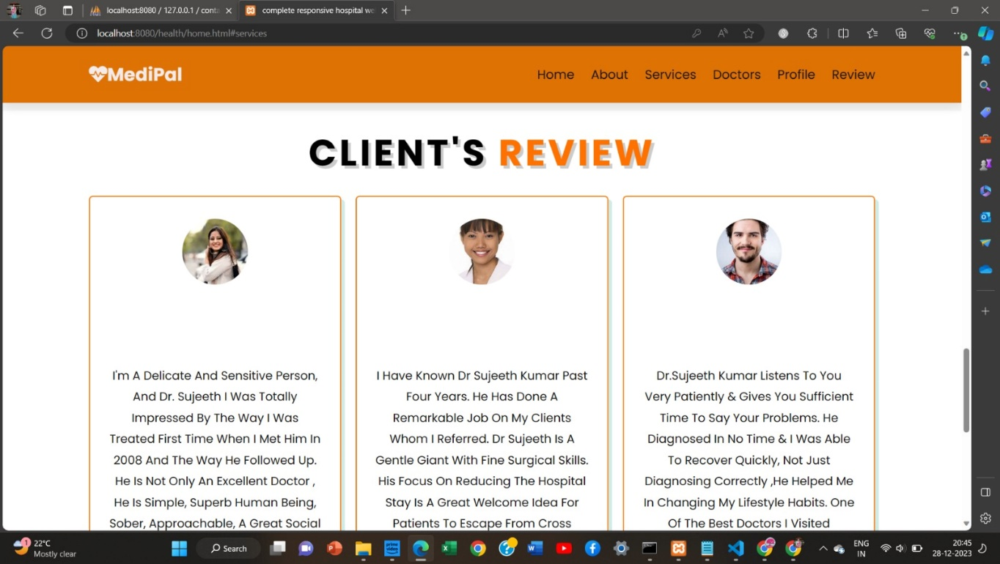 localhost:8080 / 127.0.0.1 / conta
complete responsive hospital we
localhost:8080/health/home.html#services
MediPal
Home About Services Doctors Profile Review
CLIENT'S REVIEW
I'm A Delicate And Sensitive Person,
And Dr. Sujeeth I Was Totally
Impressed By The Way I Was
Treated First Time When I Met Him In
2008 And The Way He Followed Up.
He Is Not Only An Excellent Doctor ,
He Is Simple, Superb Human Being,
Sober, Approachable, A Great Social
I Have Known Dr Sujeeth Kumar Past
Four Years. He Has Done A
Remarkable Job On My Clients
Whom I Referred. Dr Sujeeth Is A
Gentle Giant With Fine Surgical Skills.
His Focus On Reducing The Hospital
Stay Is A Great Welcome Idea For
Patients To Escape From Cross
Dr.Sujeeth Kumar Listens To You
Very Patiently & Gives You Sufficient
Time To Say Your Problems. He
Diagnosed In No Time & I Was Able
To Recover Quickly, Not Just
Diagnosing Correctly ,He Helped Me
In Changing My Lifestyle Habits. One
Of The Best Doctors I Visited
1
22°C
Mostly clear
Search
prime video
ENG
IN
20:45
28-12-2023